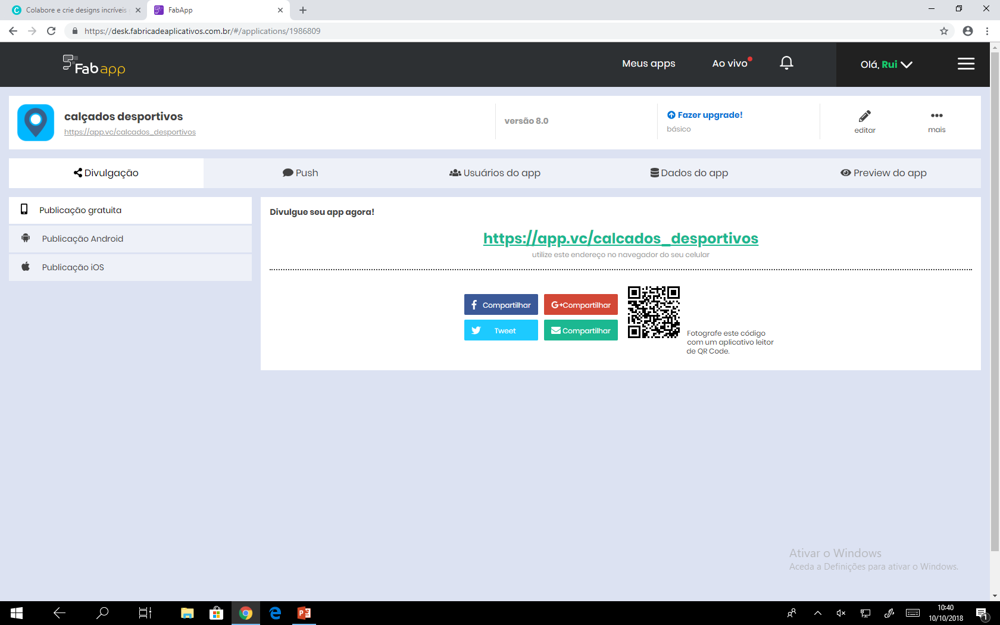 Colabore e crie designs incríveis
FabApp
https://desk.fabricadeaplicativos.com.br/#/applications/1986809
Fabapp
Meus apps
Ao vivo
Olá, Rui
calçados desportivos
https://app.vc/calcados_desportivos
versão 8.0
Fazer upgrade!
básico
editar
mais
Divulgação
Push
Usuários do app
Dados do app
Preview do app
Publicação gratuita
Publicação Android
Publicação iOS
Divulgue seu app agora!
https://app.vc/calcados_desportivos
utilize este endereço no navegador do seu celular
Compartilhar
G+Compartilhar
Tweet
Compartilhar
Fotografe este código
com um aplicativo leitor
de QR Code.
Ativar o Windows
Aceda a Definições para ativar o Windows.
10:40
10/10/2018
1